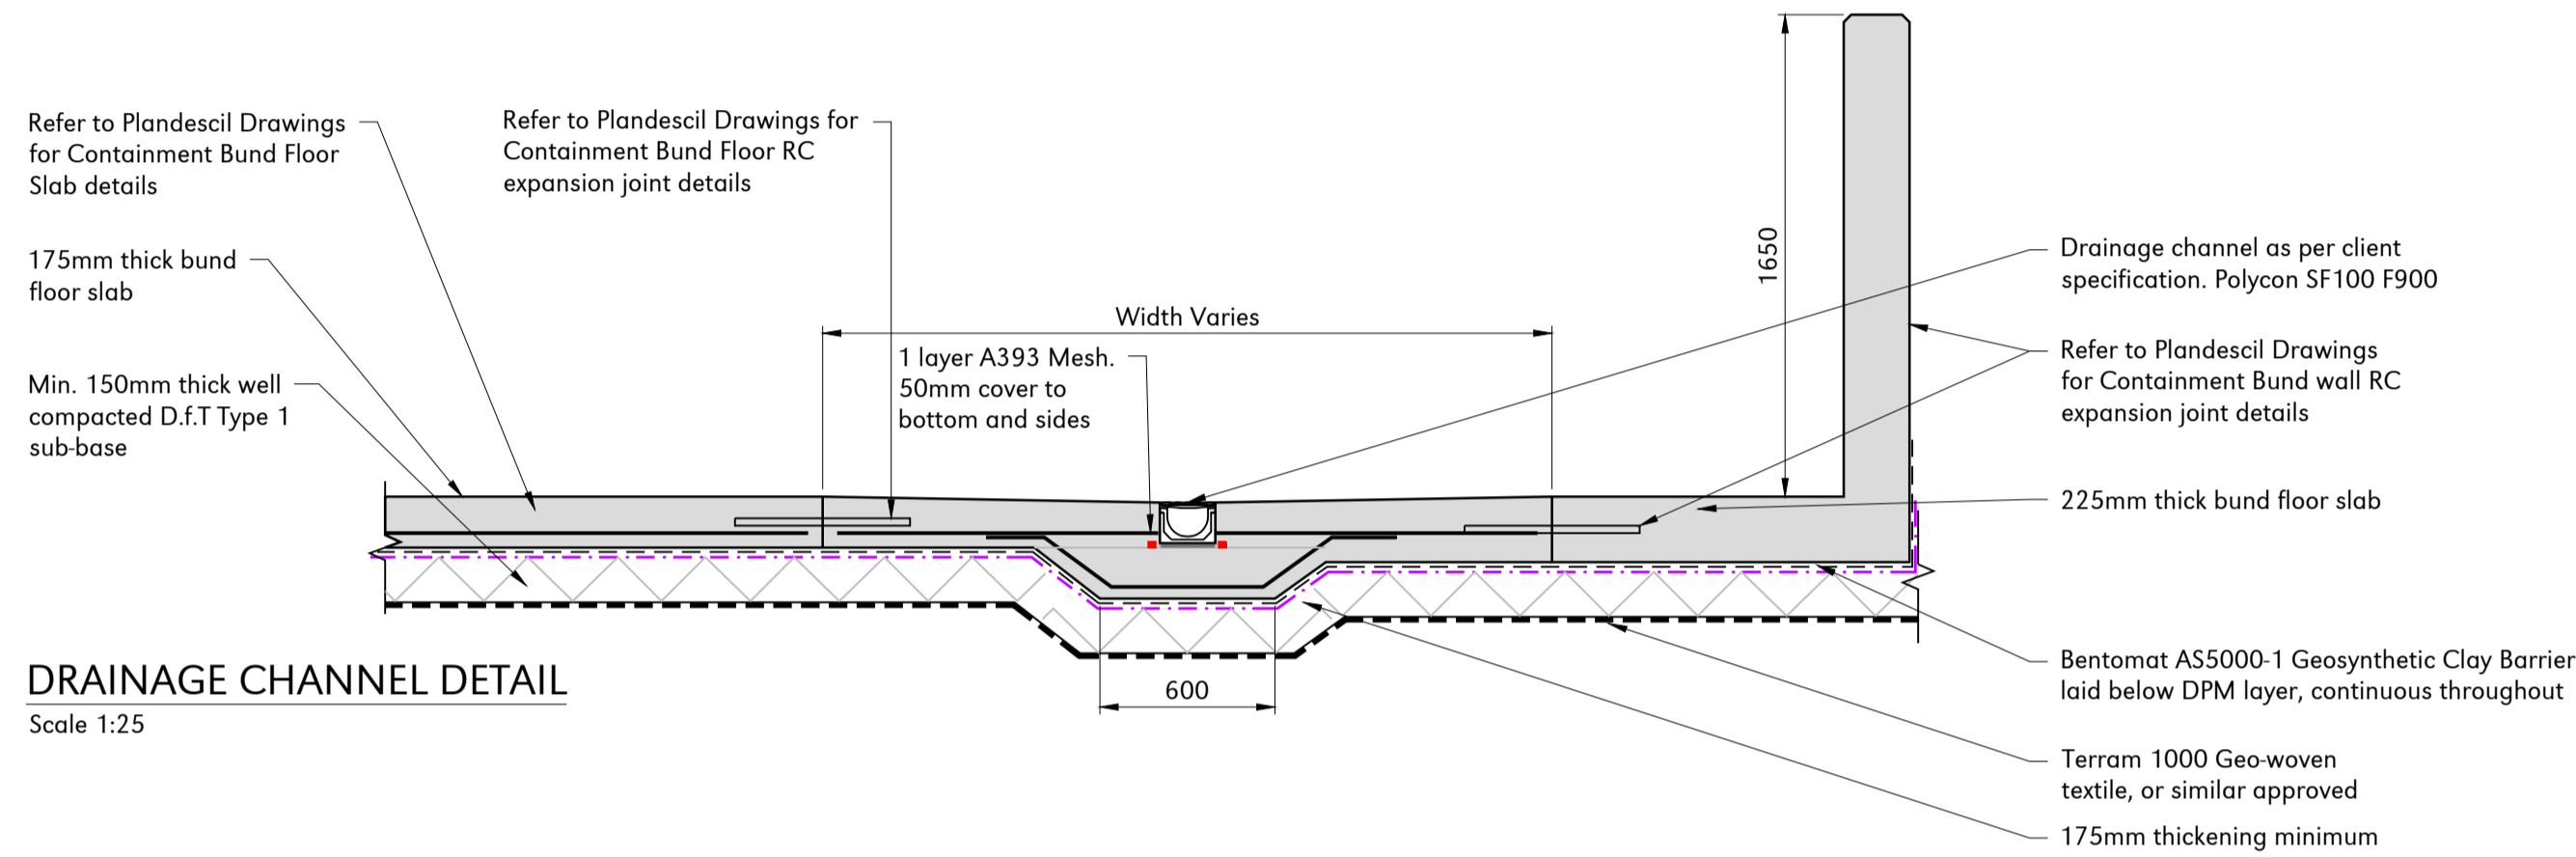 Refer to Plandescil Drawings
for Containment Bund Floor
Slab details
175mm thick bund
floor slab
Min. 150mm thick well
compacted D.f.T Type 1
sub-base
Refer to Plandescil Drawings for
Containment Bund Floor RC
expansion joint details
Width Varies
1 layer A393 Mesh.
50mm cover to
bottom and sides
1650
Drainage channel as per client
specification. Polycon SF100 F900
Refer to Plandescil Drawings
for Containment Bund wall RC
expansion joint details
225mm thick bund floor slab
Bentomat AS5000-1 Geosynthetic Clay Barrier
laid below DPM layer, continuous throughout
Terram 1000 Geo-woven
textile, or similar approved
175mm thickening minimum
600
DRAINAGE CHANNEL DETAIL
Scale 1:25